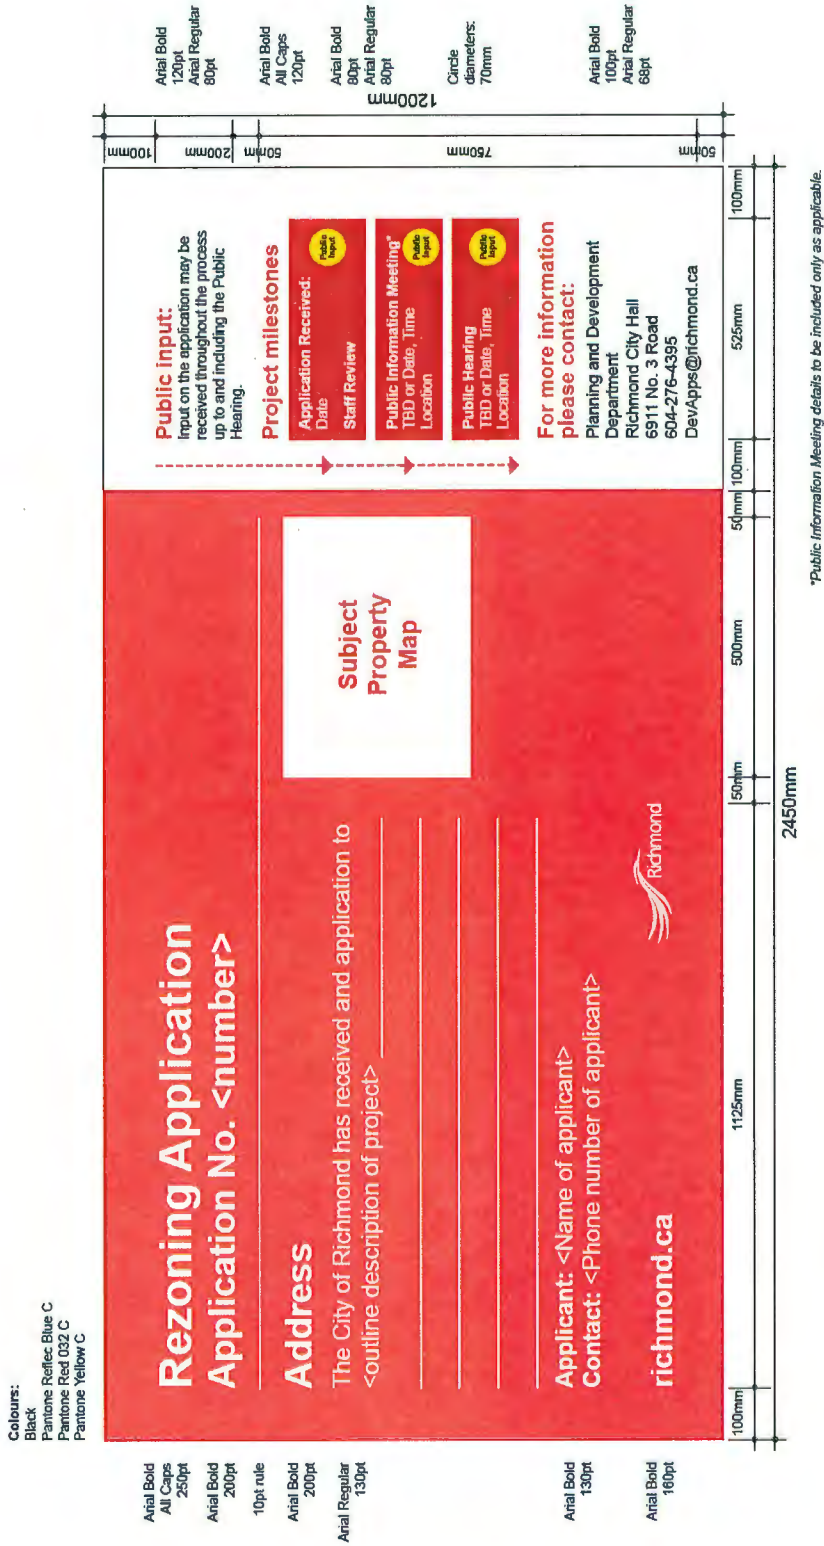 Colours:
Black
Pantone Reflec Blue C
Pantone Red 032 C
Pantone Yellow C
Arial Bold
All Caps
250pt
Arial Bold
200pt
10pt rule
Arial Bold
200pt
Arial Regular
130pt
Arial Bold
130pt
Arial Bold
160pt
Rezoning Application
Application No. <number>
Address
The City of Richmond has received and application to
<outline description of project>
Applicant: <Name of applicant>
Contact: <Phone number of applicant>
richmond.ca
Richmond
Subject
Property
Map
Public input:
Input on the application may be
received throughout the process
up to and including the Public
Hearing.
Project milestones
Application Received:
Date
Staff Review
Public
Input
Public Information Meeting*
TBD or Date, Time
Location
Public
Input
Public Hearing
TBD or Date, Time
Location
Public
Input
For more information
please contact:
Planning and Development
Department
Richmond City Hall
6911 No. 3 Road
604-276-4395
DevApps@richmond.ca
100mm
200mm
50mm
750mm
50mm
1200mm
Arial Bold
120pt
Arial Regular
80pt
Arial Bold
All Caps
120pt
Arial Bold
80pt
Arial Regular
80pt
Circle
diameters:
70mm
Arial Bold
100pt
Arial Regular
68pt
100mm
1125mm
50mm
500mm
50mm
100mm
525mm
100mm
2450mm
*Public Information Meeting details to be included only as applicable.